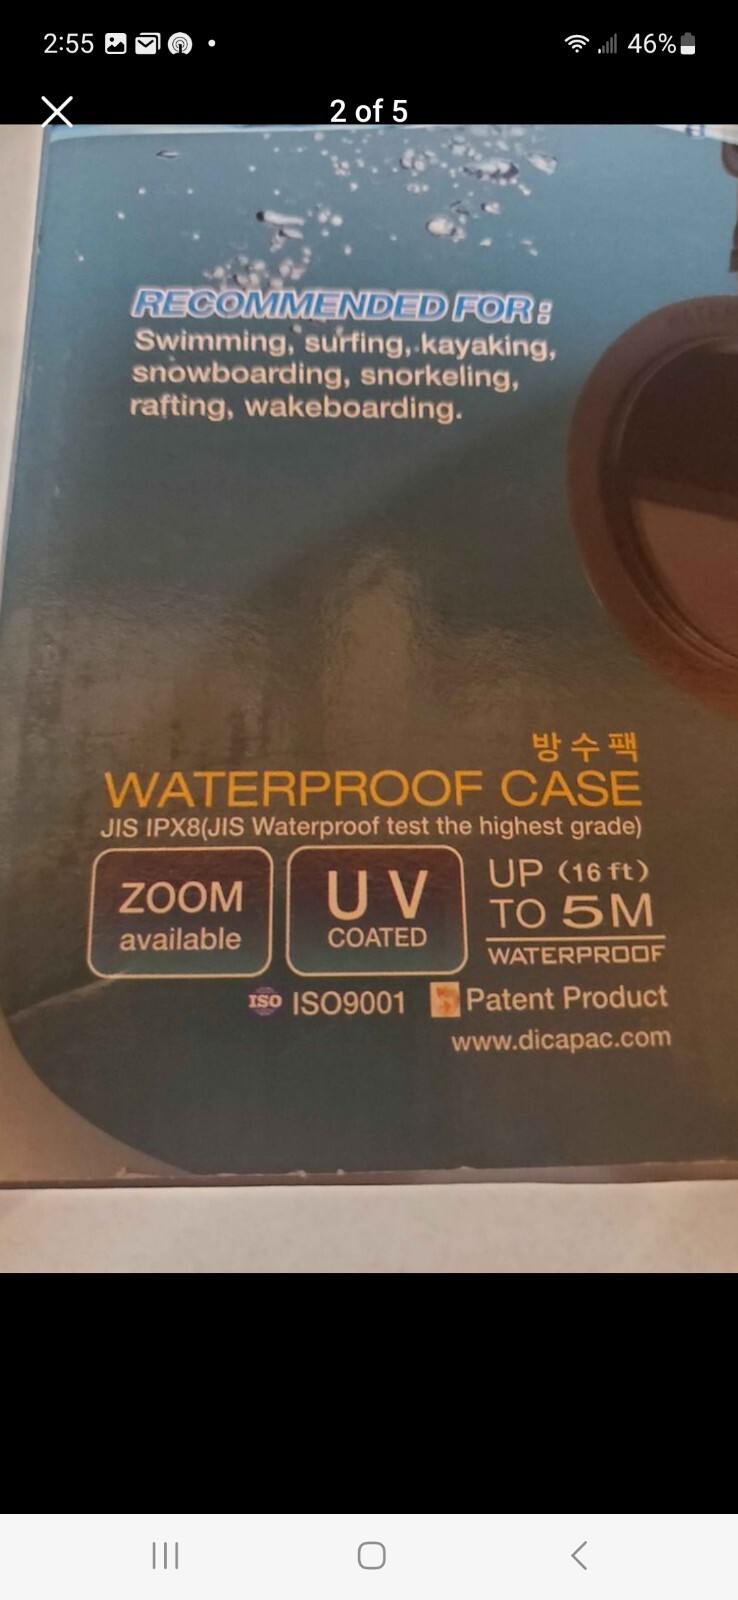 2:55 46%
2 of 5
RECOMMENDED FOR:
Swimming, surfing, kayaking,
snowboarding, snorkeling,
rafting, wakeboarding.
방수팩
WATERPROOF CASE
JIS IPX8(JIS Waterproof test the highest grade)
ZOOM
available
UV
COATED
UP (16 ft)
TO 5M
WATERPROOF
ISO ISO9001 Patent Product
www.dicapac.com